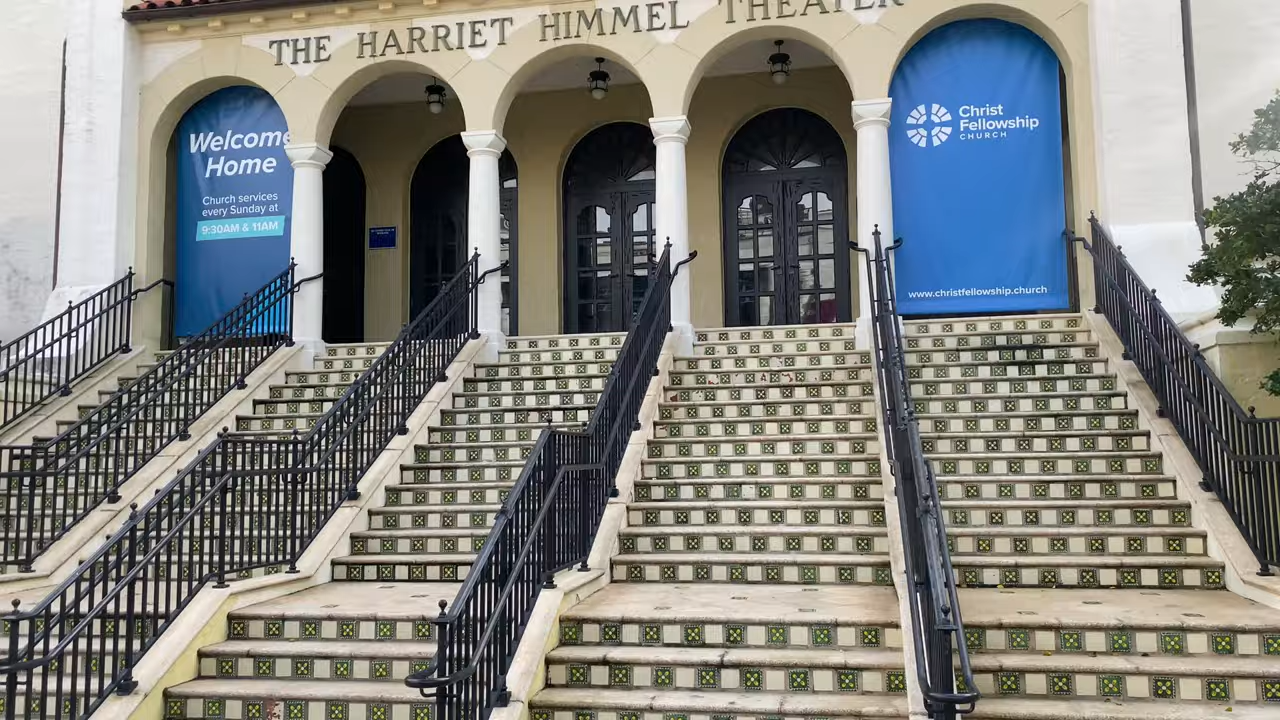 THE HARRIET HIMMEL THEATER
Welcome
Home
Church services
every Sunday at
9:30AM & 11AM
Christ
Fellowship
CHURCH
www.christfellowship.church